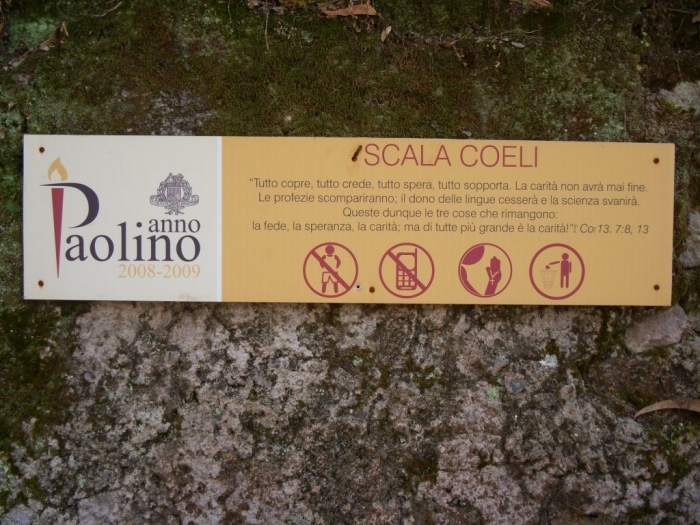 anno
Paolino
2008-2009
SCALA COELI
"Tutto copre, tutto crede, tutto spera, tutto sopporta. La carità non avrà mai fine.
Le profezie scompariranno; il dono delle lingue cesserà e la scienza svanirà.
Queste dunque le tre cose che rimangono:
la fede, la speranza, la carità; ma di tutte più grande è la carità!"I Co:13. 7:8, 13